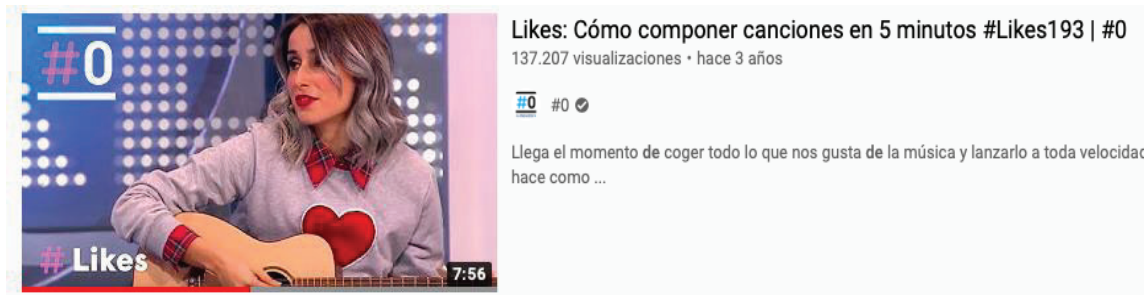 #0
# Likes
7:56
Likes: Cómo componer canciones en 5 minutos #Likes193 | #0
137.207 visualizaciones • hace 3 años
#0
#0
Llega el momento de coger todo lo que nos gusta de la música y lanzarlo a toda velocidad
hace como ...